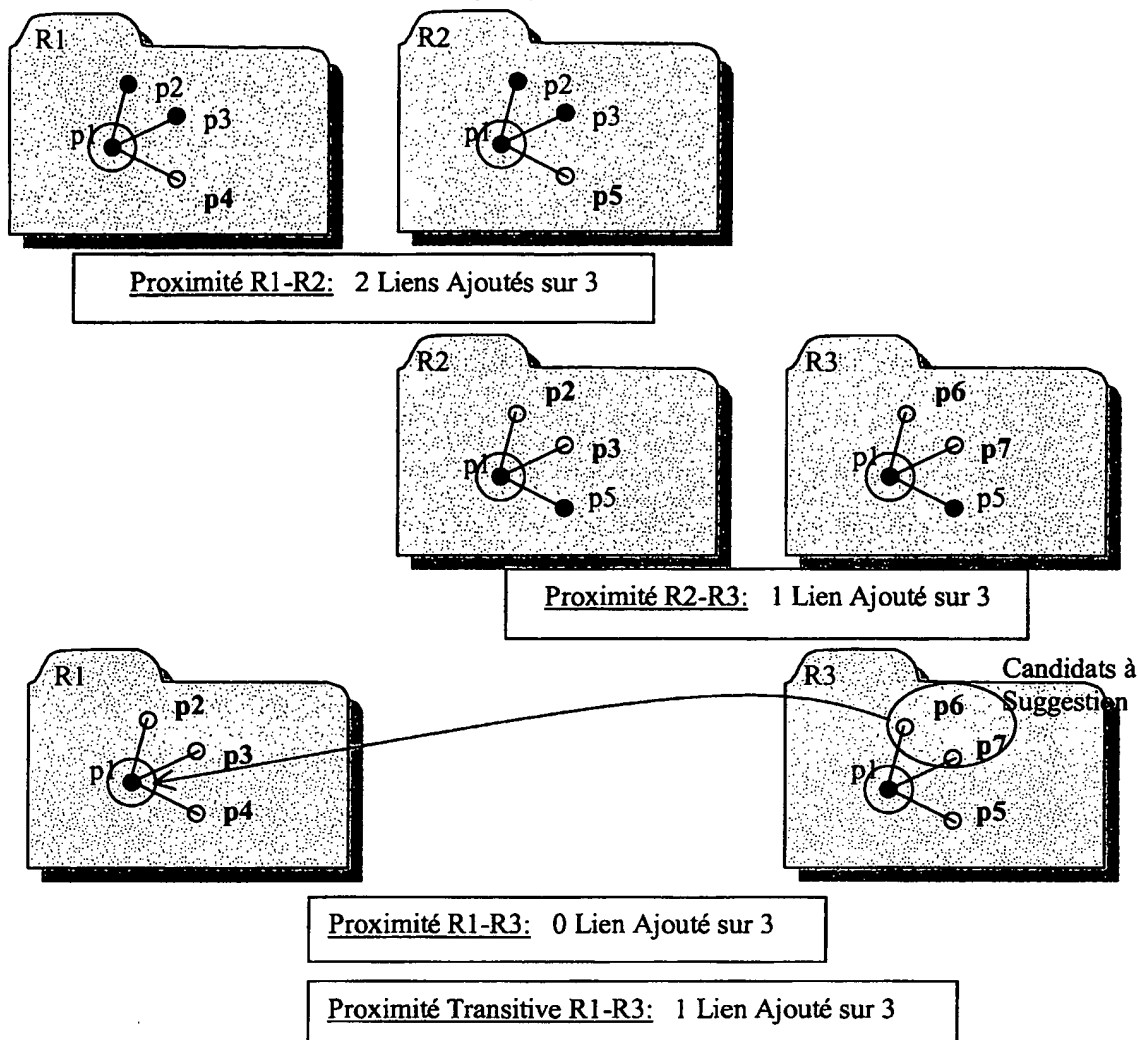 R1
p2
p3
p1
p4
R2
p2
p3
p1
p5
Proximité R1-R2: 2 Liens Ajoutés sur 3
R2
p2
p3
p1
p5
R3
p6
p7
p1
p5
Proximité R2-R3: 1 Lien Ajouté sur 3
R1
p2
p3
p1
p4
R3
Candidats à
Suggestion
p6
p7
p1
p5
Proximité R1-R3: 0 Lien Ajouté sur 3
Proximité Transitive R1-R3: 1 Lien Ajouté sur 3